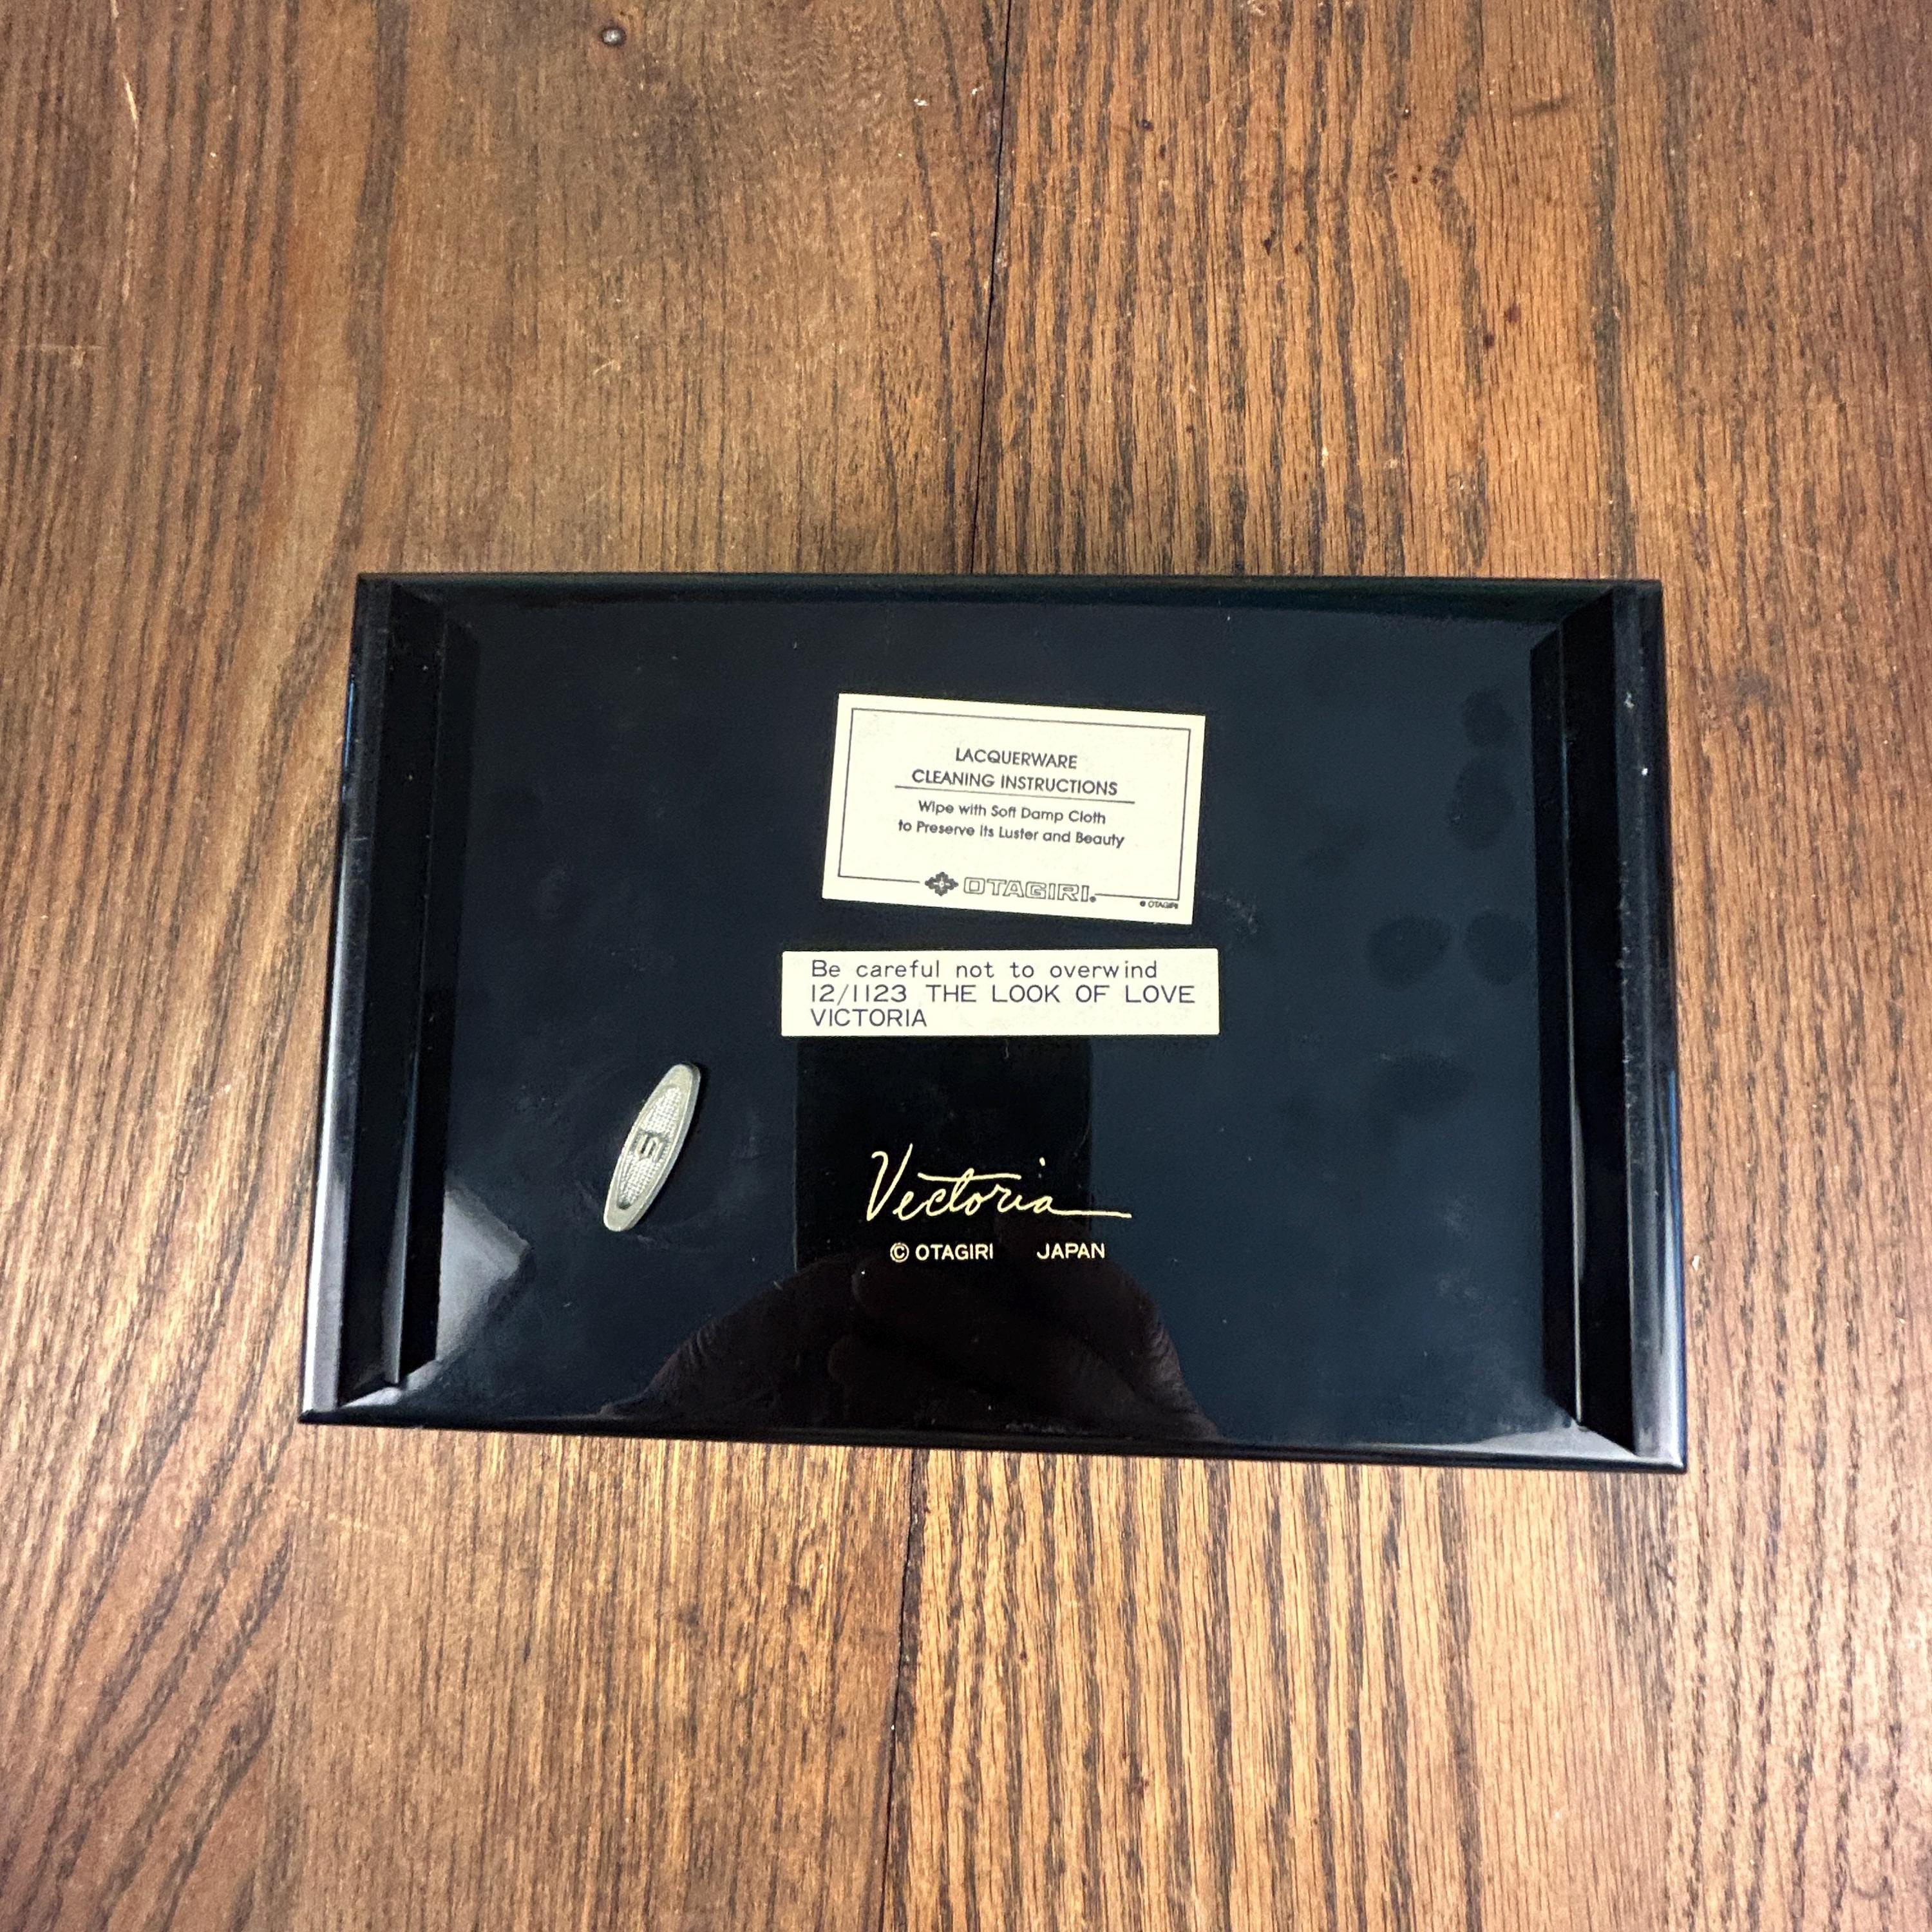 LACQUERWARE
CLEANING INSTRUCTIONS
Wipe with Soft Damp Cloth
to Preserve its Luster and Beauty
OTAGIRI®
© OTAGIRI
Be careful not to overwind
12/1123 THE LOOK OF LOVE
VICTORIA
Victoria
© OTAGIRI JAPAN